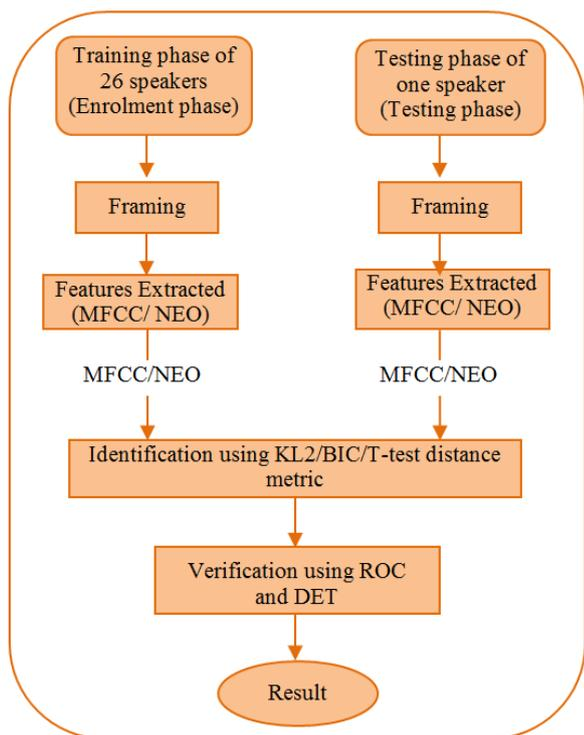 Training phase of
26 speakers
(Enrolment phase)
Testing phase of
one speaker
(Testing phase)
Framing
Framing
Features Extracted
(MFCC/ NEO)
Features Extracted
(MFCC/ NEO)
MFCC/NEO
MFCC/NEO
Identification using KL2/BIC/T-test distance
metric
Verification using ROC
and DET
Result